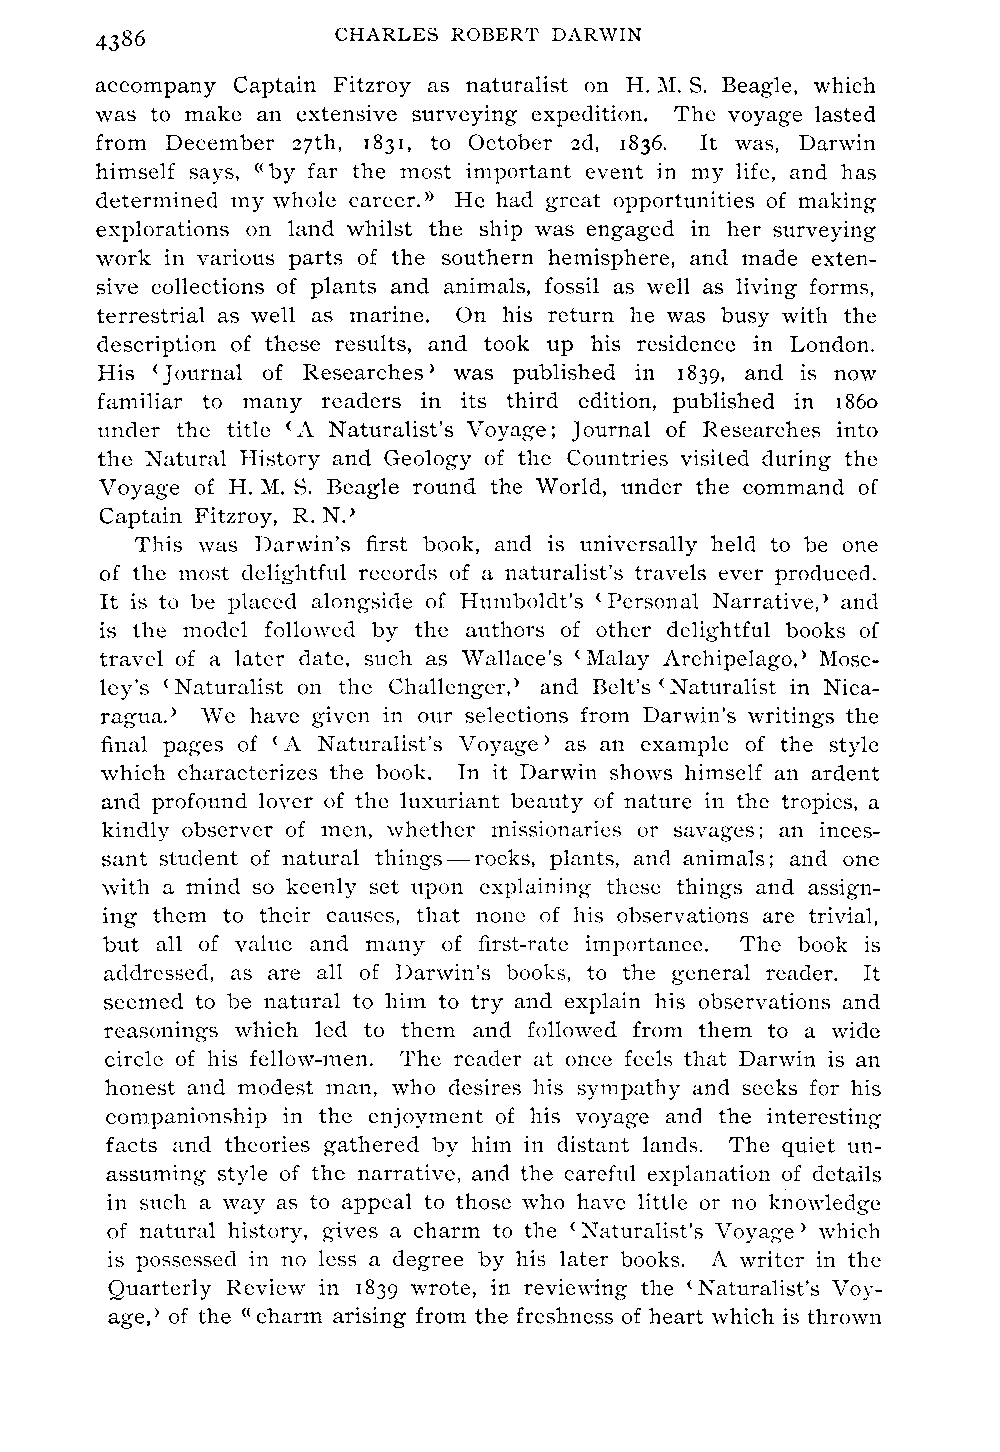 4386 CHARLES ROBERT DARWIN
accompany Captain Fitzroy as naturalist on H. M. S. Beagle, which
was to make an extensive surveying expedition. The voyage lasted
from December 27th, 1831, to October 2d, 1836. It was, Darwin
himself says, «by far the most important event in my life, and has
determined my whole career.» He had great opportunities of making
explorations on land whilst the ship was engaged in her surveying
work in various parts of the southern hemisphere, and made exten-
sive collections of plants and animals, fossil as well as living forms,
terrestrial as well as marine. On his return he was busy with the
description of these results, and took up his residence in London.
His ‹Journal of Researches› was published in 1839, and is now
familiar to many readers in its third edition, published in 1860
under the title ‹A Naturalist's Voyage; Journal of Researches into
the Natural History and Geology of the Countries visited during the
Voyage of H. M. S. Beagle round the World, under the command of
Captain Fitzroy, R. N.›
This was Darwin's first book, and is universally held to be one
of the most delightful records of a naturalist's travels ever produced.
It is to be placed alongside of Humboldt's ‹Personal Narrative,› and
is the model followed by the authors of other delightful books of
travel of a later date, such as Wallace's ‹Malay Archipelago,› Mose-
ley's ‹Naturalist on the Challenger,› and Belt's ‹Naturalist in Nica-
ragua.› We have given in our selections from Darwin's writings the
final pages of ‹A Naturalist's Voyage› as an example of the style
which characterizes the book. In it Darwin shows himself an ardent
and profound lover of the luxuriant beauty of nature in the tropics, a
kindly observer of men, whether missionaries or savages; an inces-
sant student of natural things—rocks, plants, and animals; and one
with a mind so keenly set upon explaining these things and assign-
ing them to their causes, that none of his observations are trivial,
but all of value and many of first-rate importance. The book is
addressed, as are all of Darwin's books, to the general reader. It
seemed to be natural to him to try and explain his observations and
reasonings which led to them and followed from them to a wide
circle of his fellow-men. The reader at once feels that Darwin is an
honest and modest man, who desires his sympathy and seeks for his
companionship in the enjoyment of his voyage and the interesting
facts and theories gathered by him in distant lands. The quiet un-
assuming style of the narrative, and the careful explanation of details
in such a way as to appeal to those who have little or no knowledge
of natural history, gives a charm to the ‹Naturalist's Voyage› which
is possessed in no less a degree by his later books. A writer in the
Quarterly Review in 1839 wrote, in reviewing the ‹Naturalist's Voy-
age,› of the «charm arising from the freshness of heart which is thrown